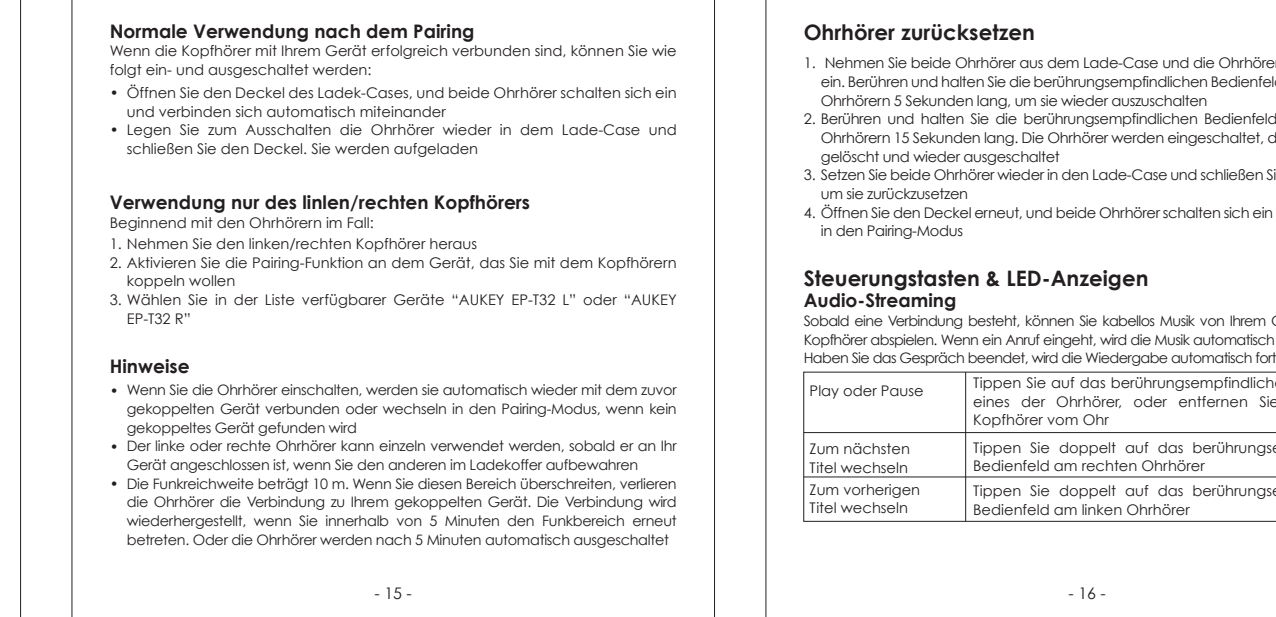 Normale Verwendung nach dem Pairing
Wenn die Kopfhörer mit Ihrem Gerät erfolgreich verbunden sind, können Sie wie
folgt ein- und ausgeschaltet werden:
• Öffnen Sie den Deckel des Ladek-Cases, und beide Ohrhörer schalten sich ein
und verbinden sich automatisch miteinander
• Legen Sie zum Ausschalten die Ohrhörer wieder in dem Lade-Case und
schließen Sie den Deckel. Sie werden aufgeladen
Verwendung nur des linlen/rechten Kopfhörers
Beginnend mit den Ohrhörern im Fall:
1. Nehmen Sie den linken/rechten Kopfhörer heraus
2. Aktivieren Sie die Pairing-Funktion an dem Gerät, das Sie mit dem Kopfhörern
koppeln wollen
3. Wählen Sie in der Liste verfügbarer Geräte “AUKEY EP-T32 L” oder “AUKEY
EP-T32 R”
Hinweise
• Wenn Sie die Ohrhörer einschalten, werden sie automatisch wieder mit dem zuvor
gekoppelten Gerät verbunden oder wechseln in den Pairing-Modus, wenn kein
gekoppeltes Gerät gefunden wird
• Der linke oder rechte Ohrhörer kann einzeln verwendet werden, sobald er an Ihr
Gerät angeschlossen ist, wenn Sie den anderen im Ladekoffer aufbewahren
• Die Funkreichweite beträgt 10 m. Wenn Sie diesen Bereich überschreiten, verlieren
die Ohrhörer die Verbindung zu Ihrem gekoppelten Gerät. Die Verbindung wird
wiederhergestellt, wenn Sie innerhalb von 5 Minuten den Funkbereich erneut
betreten. Oder die Ohrhörer werden nach 5 Minuten automatisch ausgeschaltet
- 15 -
Ohrhörer zurücksetzen
1. Nehmen Sie beide Ohrhörer aus dem Lade-Case und die
ein. Berühren und halten Sie die berührungsempfindlichen
Ohrhörern 5 Sekunden lang, um sie wieder auszuschalten
2. Berühren und halten Sie die berührungsempfindlichen
Ohrhörern 15 Sekunden lang. Die Ohrhörer werden eingeschaltet,
gelöscht und wieder ausgeschaltet
3. Setzen Sie beide Ohrhörer wieder in den Lade-Case und schließen
um sie zurückzusetzen
4. Öffnen Sie den Deckel erneut, und beide Ohrhörer schalten sich ein
in den Pairing-Modus
Steuerungstasten & LED-Anzeigen
Audio-Streaming
Sobald eine Verbindung besteht, können Sie kabellos Musik von Ihrem
Kopfhörer abspielen. Wenn ein Anruf eingeht, wird die Musik automatisch
Haben Sie das Gespräch beendet, wird die Wiedergabe automatisch
Play oder Pause
Tippen Sie auf das
eines der Ohrhörer, oder entfernen Sie
Kopfhörer vom Ohr
Zum nächsten
Titel wechseln
Tippen Sie doppelt auf das
Bedienfeld am rechten Ohrhörer
Zum vorherigen
Titel wechseln
Tippen Sie doppelt auf das
Bedienfeld am linken Ohrhörer
- 16 -